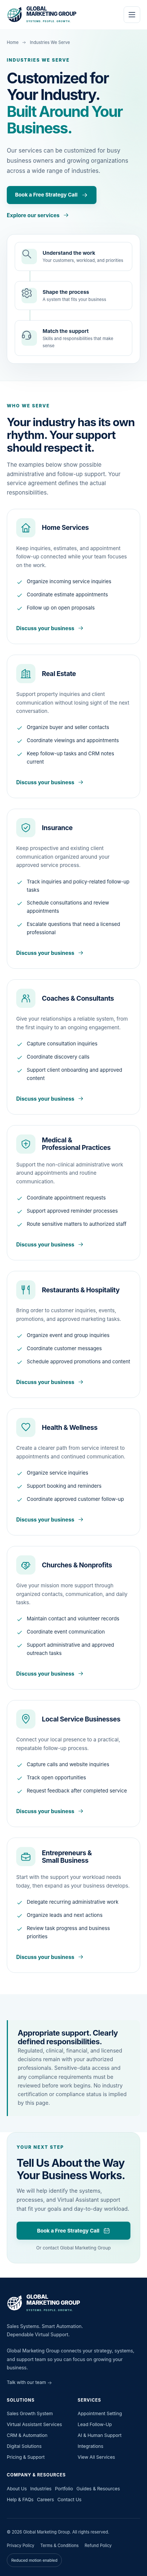 GLOBAL
MARKETING GROUP
SYSTEMS. PEOPLE. GROWTH.
Home → Industries We Serve
INDUSTRIES WE SERVE
Customized for
Your Industry.
Built Around Your
Business.
Our services can be customized for busy
business owners and growing organizations
across a wide range of industries.
Book a Free Strategy Call →
Explore our services →
Understand the work
Your customers, workload, and priorities
Shape the process
A system that fits your business
Match the support
Skills and responsibilities that make
sense
WHO WE SERVE
Your industry has its own
rhythm. Your support
should respect it.
The examples below show possible
administrative and follow-up support. Your
service agreement defines the actual
responsibilities.
Home Services
Keep inquiries, estimates, and appointment
follow-up connected while your team focuses
on the work.
Organize incoming service inquiries
Coordinate estimate appointments
Follow up on open proposals
Discuss your business →
Real Estate
Support property inquiries and client
communication without losing sight of the next
conversation.
Organize buyer and seller contacts
Coordinate viewings and appointments
Keep follow-up tasks and CRM notes
current
Discuss your business →
Insurance
Keep prospective and existing client
communication organized around your
approved service process.
Track inquiries and policy-related follow-up
tasks
Schedule consultations and review
appointments
Escalate questions that need a licensed
professional
Discuss your business →
Coaches & Consultants
Give your relationships a reliable system, from
the first inquiry to an ongoing engagement.
Capture consultation inquiries
Coordinate discovery calls
Support client onboarding and approved
content
Discuss your business →
Medical &
Professional Practices
Support the non-clinical administrative work
around appointments and routine
communication.
Coordinate appointment requests
Support approved reminder processes
Route sensitive matters to authorized staff
Discuss your business →
Restaurants & Hospitality
Bring order to customer inquiries, events,
promotions, and approved marketing tasks.
Organize event and group inquiries
Coordinate customer messages
Schedule approved promotions and content
Discuss your business →
Health & Wellness
Create a clearer path from service interest to
appointments and continued communication.
Organize service inquiries
Support booking and reminders
Coordinate approved customer follow-up
Discuss your business →
Churches & Nonprofits
Give your mission more support through
organized contacts, communication, and daily
tasks.
Maintain contact and volunteer records
Coordinate event communication
Support administrative and approved
outreach tasks
Discuss your business →
Local Service Businesses
Connect your local presence to a practical,
repeatable follow-up process.
Capture calls and website inquiries
Track open opportunities
Request feedback after completed service
Discuss your business →
Entrepreneurs &
Small Business
Start with the support your workload needs
today, then expand as your business develops.
Delegate recurring administrative work
Organize leads and next actions
Review task progress and business
priorities
Discuss your business →
Appropriate support. Clearly
defined responsibilities.
Regulated, clinical, financial, and licensed
decisions remain with your appropriate
professionals. Sensitive-data access and
any compliance requirements must be
reviewed before work begins. No industry
certification or compliance status is implied
by this page.
YOUR NEXT STEP
Tell Us About the Way
Your Business Works.
We will help identify the systems,
processes, and Virtual Assistant support
that fit your goals and day-to-day workload.
Book a Free Strategy Call
Or contact Global Marketing Group
GLOBAL
MARKETING GROUP
SYSTEMS. PEOPLE. GROWTH.
Sales Systems. Smart Automation.
Dependable Virtual Support.
Global Marketing Group connects your strategy, systems,
and support team so you can focus on growing your
business.
Talk with our team →
SOLUTIONS
Sales Growth System
Virtual Assistant Services
CRM & Automation
Digital Solutions
Pricing & Support
SERVICES
Appointment Setting
Lead Follow-Up
AI & Human Support
Integrations
View All Services
COMPANY & RESOURCES
About Us Industries Portfolio Guides & Resources
Help & FAQs Careers Contact Us
© 2026 Global Marketing Group. All rights reserved.
Privacy Policy Terms & Conditions Refund Policy
Reduced motion enabled